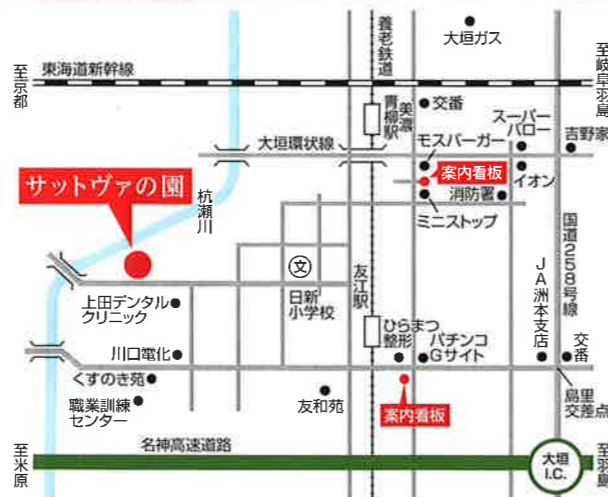 大垣ガス
養老鉄道
至岐阜羽島
至京都
東海道新幹線
交番
美濃
青柳駅
スーパー
バロー
吉野家
大垣環状線
モスバーガー
案内看板
イオン
消防署
ミニストップ
サットヴァの園
杭瀬川
国道258号線
文
日新
小学校
友江駅
JA洲本支店
上田デンタル
クリニック
ひらまつ
整形
パチンコ
Gサイト
交番
川口電化
くすのき苑
職業訓練
センター
友和苑
案内看板
島里
交差点
名神高速道路
至米原
大垣
I.C.
至羽島